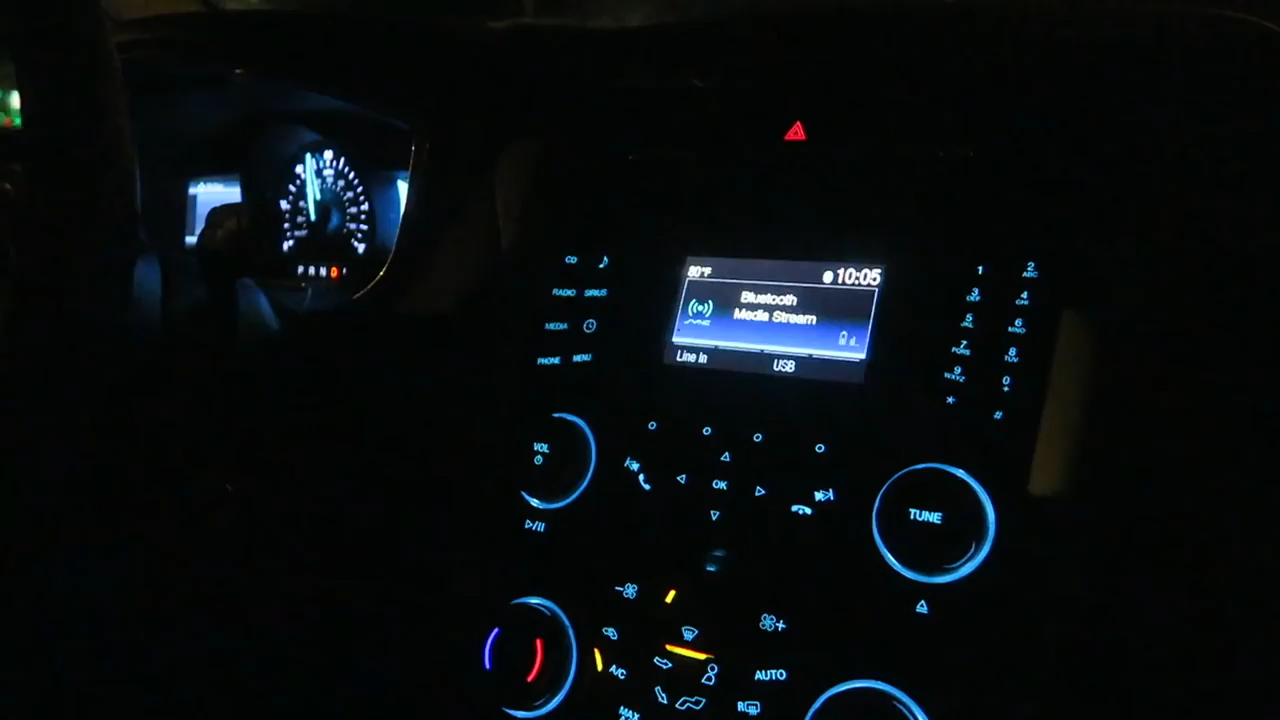 P R N D
CD
RADIO SIRIUS
MEDIA
PHONE MENU
80°F 10:05
Bluetooth
Media Stream
SYNC
Line In USB
1 2 ABC
3 DEF 4 GHI
5 JKL 6 MNO
7 PQRS 8 TUV
9 WXYZ 0 +
* #
VOL
OK
TUNE
A/C
AUTO
MAX
R